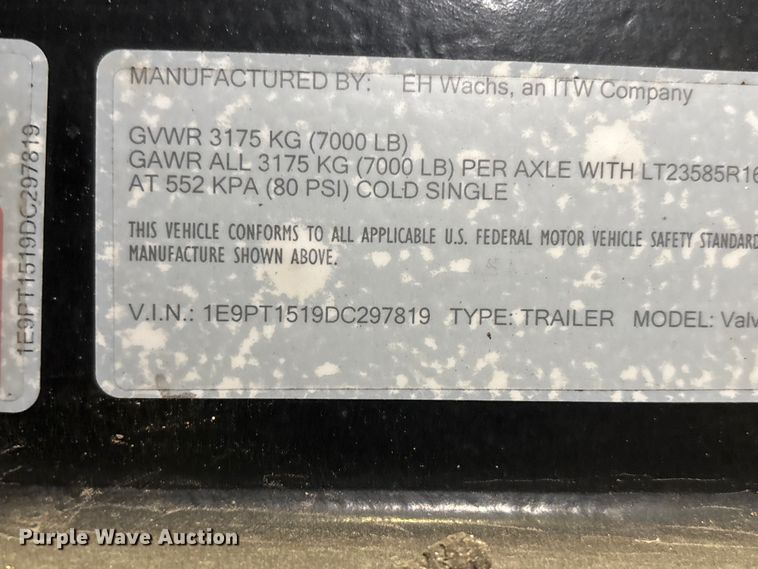 1E9PT1519DC297819
MANUFACTURED BY: EH Wachs, an ITW Company
GVWR 3175 KG (7000 LB)
GAWR ALL 3175 KG (7000 LB) PER AXLE WITH LT23585R16
AT 552 KPA (80 PSI) COLD SINGLE
THIS VEHICLE CONFORMS TO ALL APPLICABLE U.S. FEDERAL MOTOR VEHICLE SAFETY STANDARD
MANUFACTURE SHOWN ABOVE.
V.I.N.: 1E9PT1519DC297819 TYPE: TRAILER MODEL: Valv
Purple Wave Auction